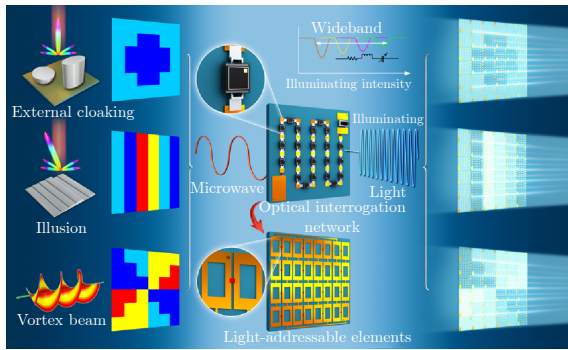 Wideband
Illuminating intensity
External cloaking
Illuminating
Microwave
Light
Illusion
Optical interrogation
network
Vortex beam
Light-addressable elements